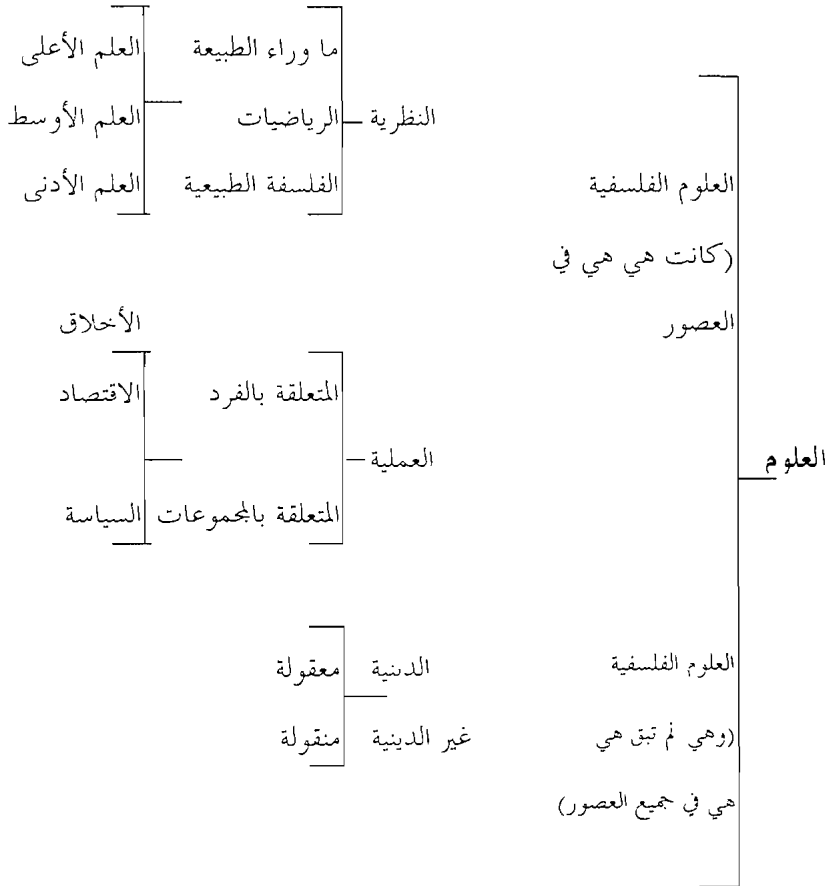 ما وراء الطبيعة العلم الأعلى
النظرية الرياضيات العلم الأوسط
العلوم الفلسفية الفلسفة الطبيعية العلم الأدنى
(كانت هي هي في
العصور الأخلاق
المتعلقة بالفرد الاقتصاد
العلوم العملية
المتعلقة بالمجموعات السياسة
العلوم الفلسفية الدينية معقولة
(وهي لم تبق هي غير الدينية منقولة
هي في جميع العصور)